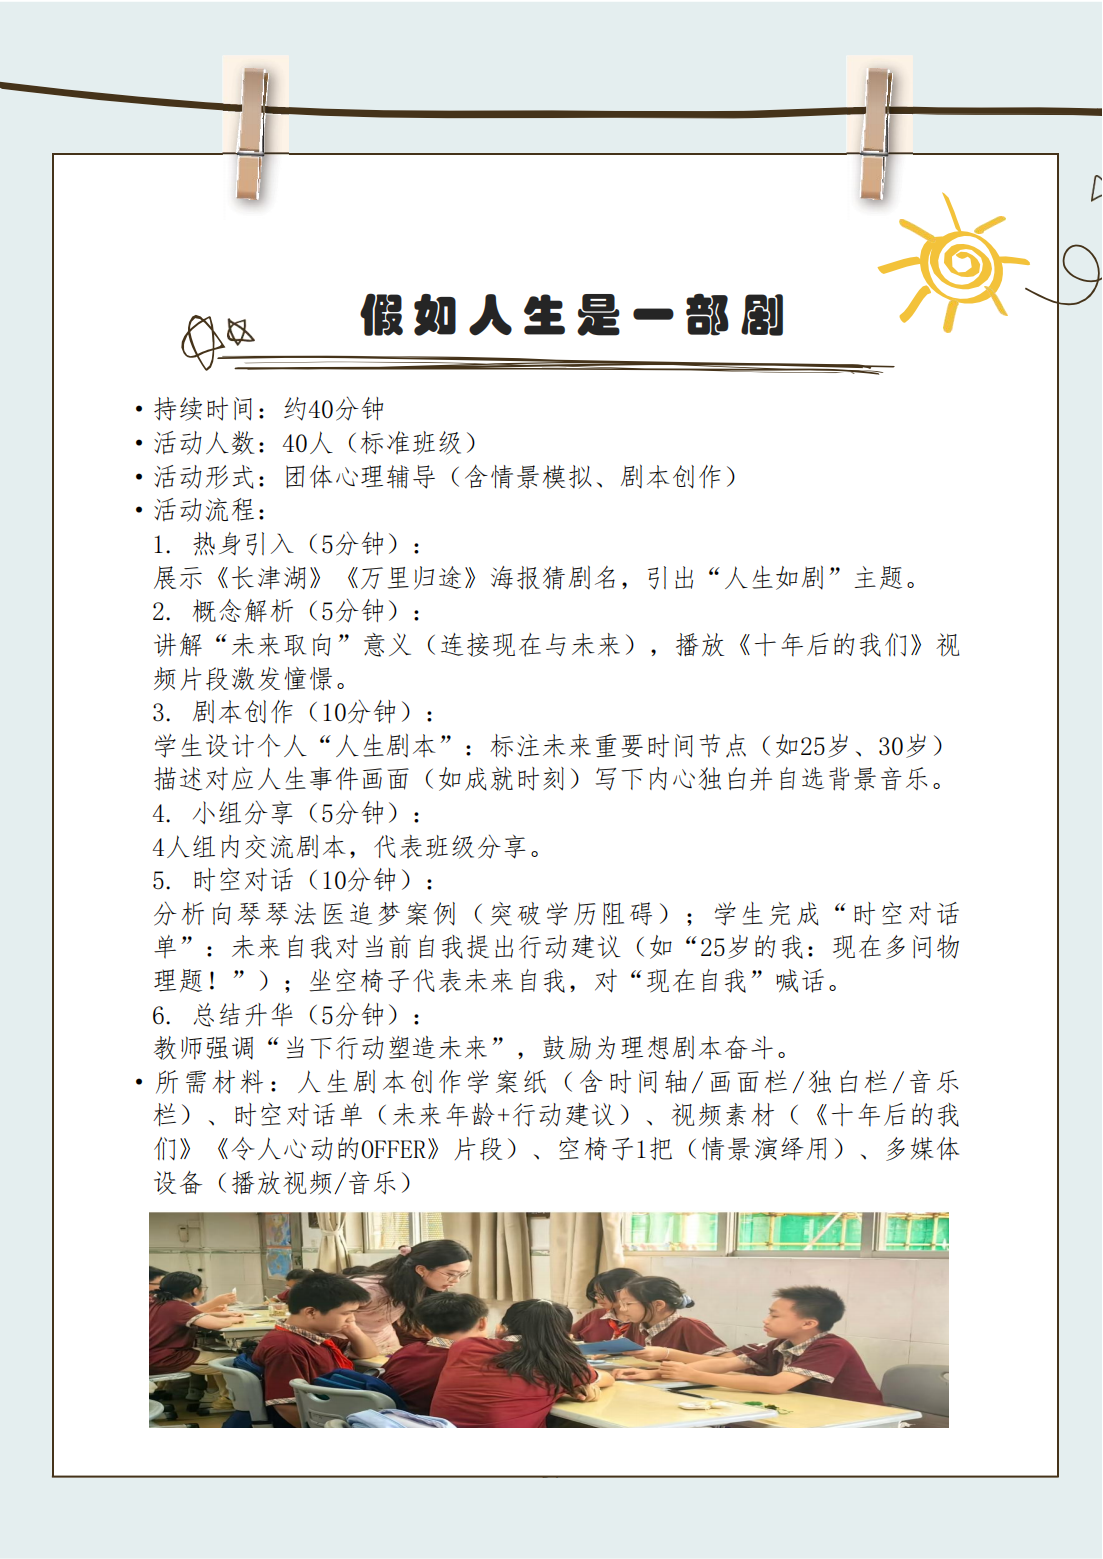 假如人生是一部剧
• 持续时间：约40分钟
• 活动人数：40人（标准班级）
• 活动形式：团体心理辅导（含情景模拟、剧本创作）
• 活动流程：
1. 热身引入（5分钟）：
展示《长津湖》《万里归途》海报猜剧名，引出“人生如剧”主题。
2. 概念解析（5分钟）：
讲解“未来取向”意义（连接现在与未来），播放《十年后的我们》视
频片段激发憧憬。
3. 剧本创作（10分钟）：
学生设计个人“人生剧本”：标注未来重要时间节点（如25岁、30岁）
描述对应人生事件画面（如成就时刻）写下内心独白并自选背景音乐。
4. 小组分享（5分钟）：
4人组内交流剧本，代表班级分享。
5. 时空对话（10分钟）：
分析向琴琴法医追梦案例（突破学历阻碍）；学生完成“时空对话
单”：未来自我对当前自我提出行动建议（如“25岁的我：现在多问物
理题！”）；坐空椅子代表未来自我，对“现在自我”喊话。
6. 总结升华（5分钟）：
教师强调“当下行动塑造未来”，鼓励为理想剧本奋斗。
• 所需材料：人生剧本创作学案纸（含时间轴/画面栏/独白栏/音乐
栏）、时空对话单（未来年龄+行动建议）、视频素材（《十年后的我
们》《令人心动的OFFER》片段）、空椅子1把（情景演绎用）、多媒体
设备（播放视频/音乐）